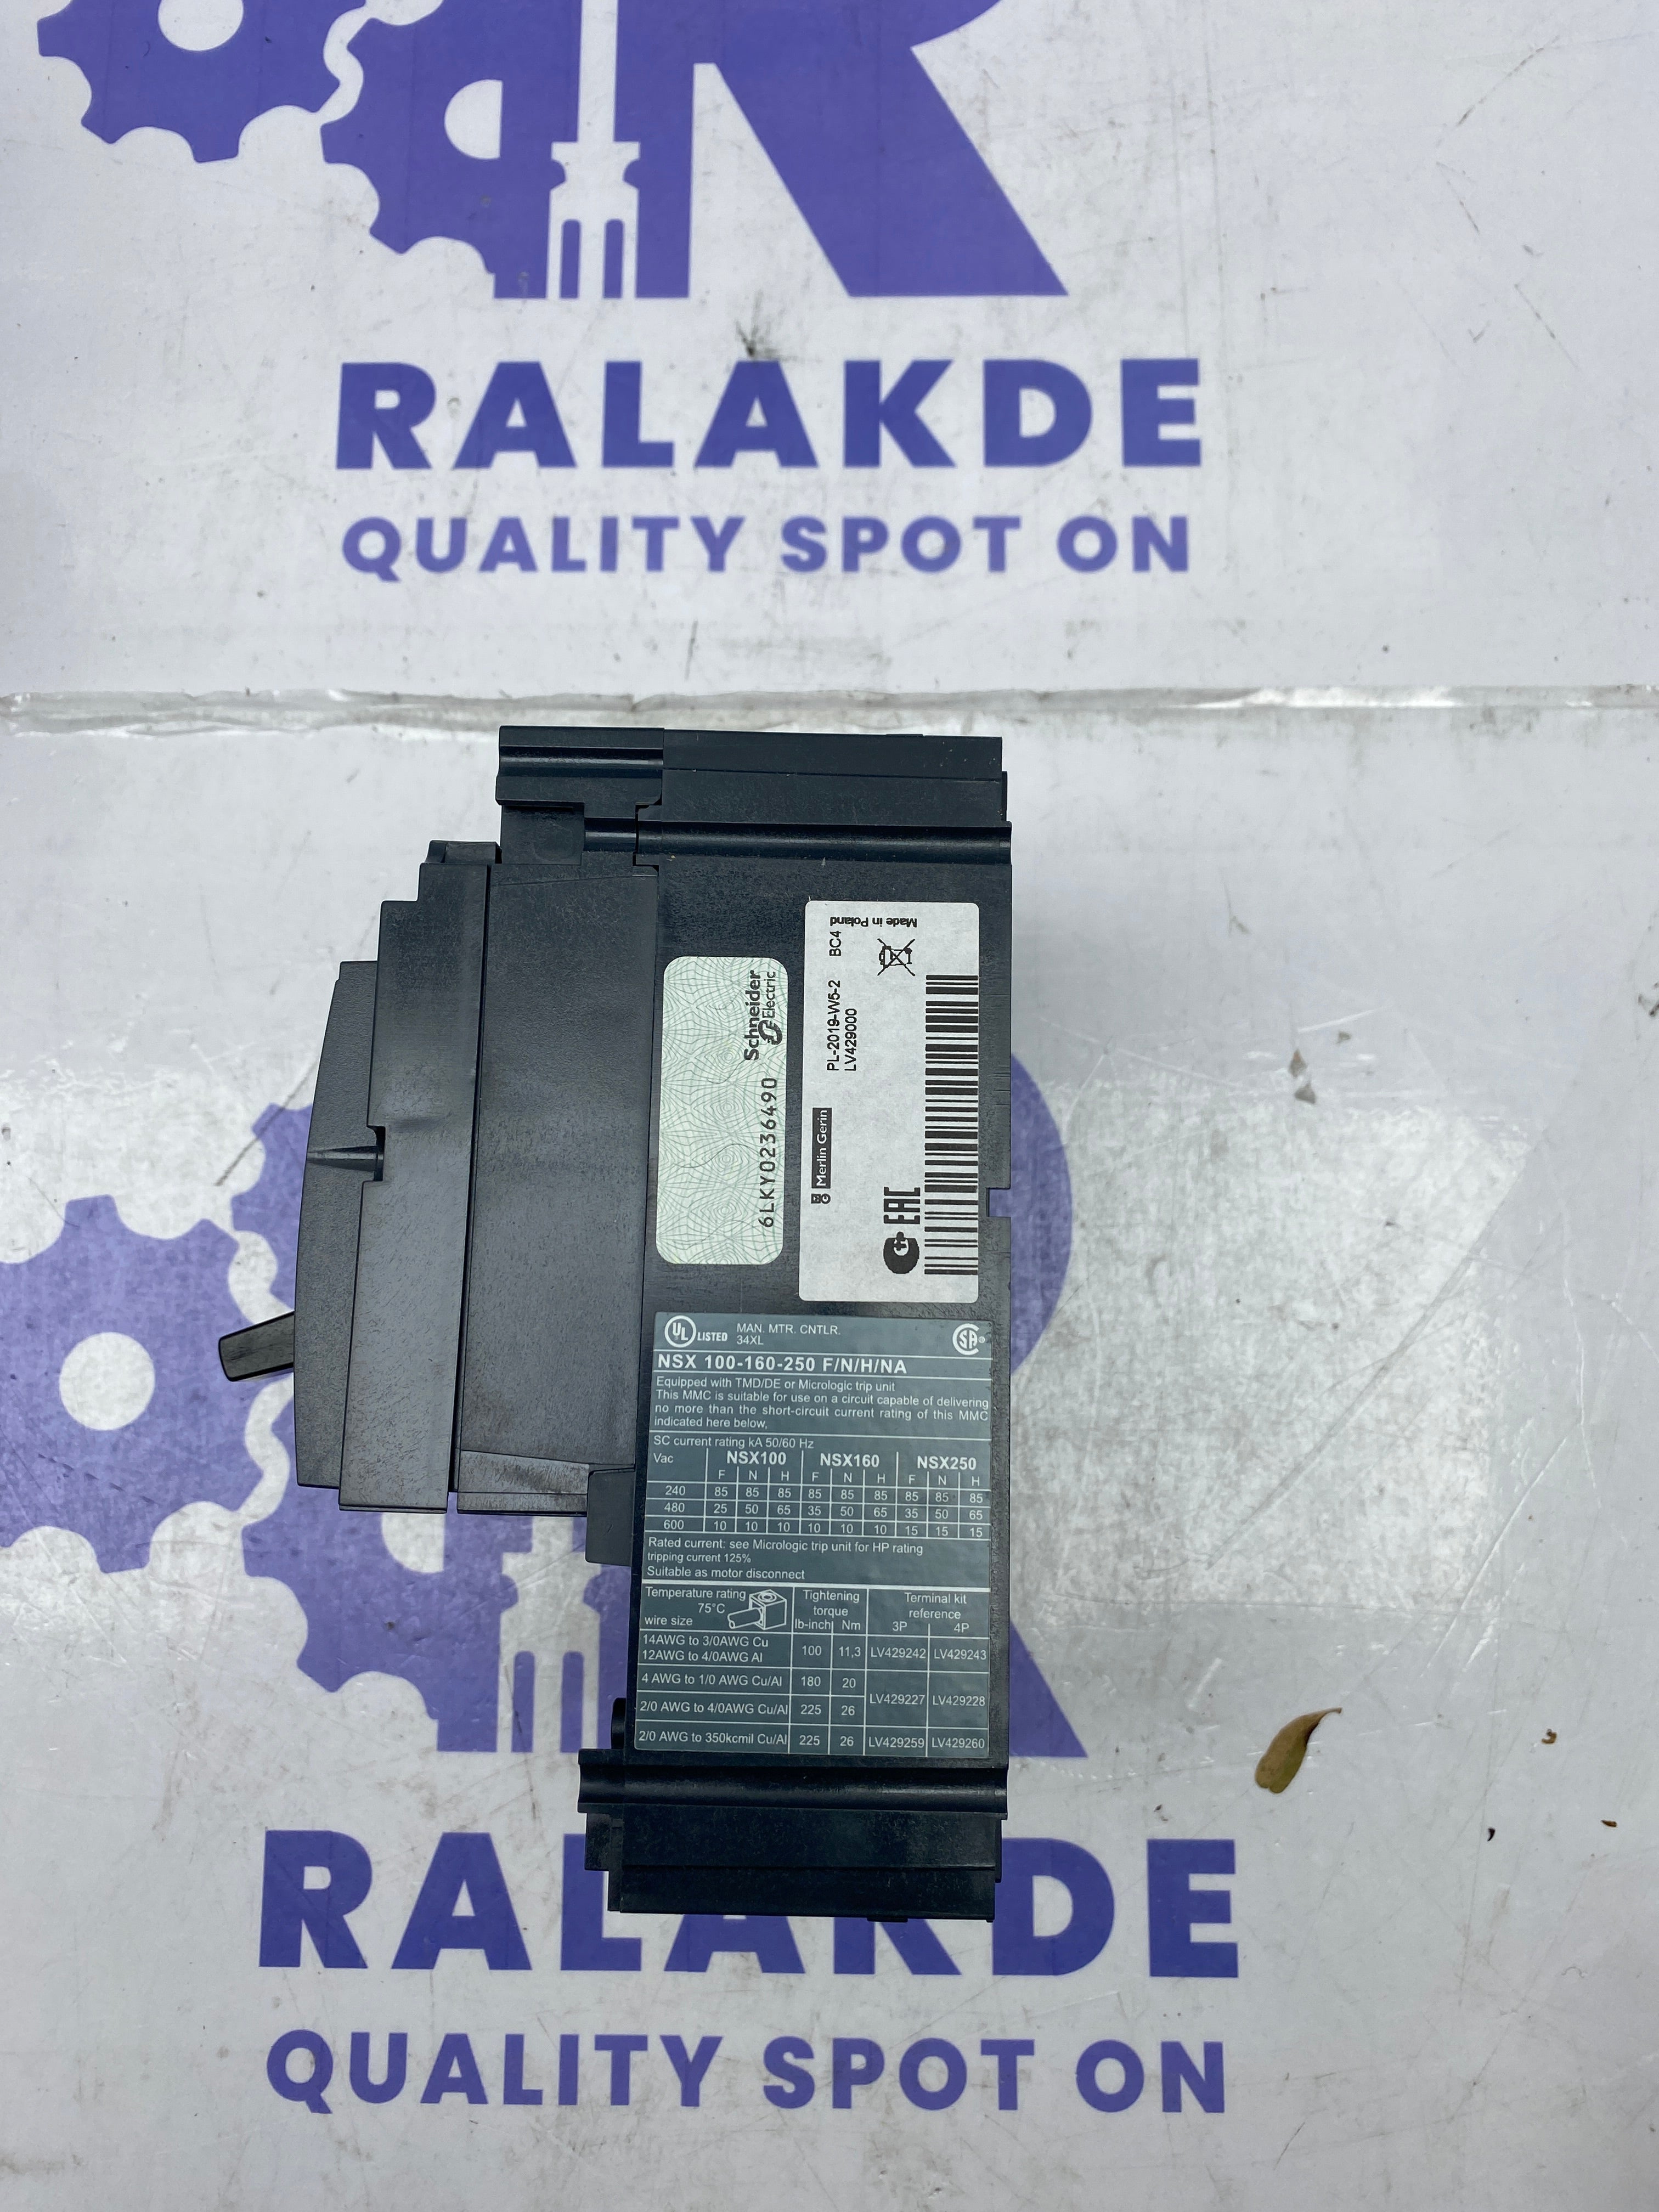 R
RALAKDE
QUALITY SPOT ON
Made in Poland
PL-2019-W5-2 BC4
LV429000
Merlin Gerin
EAC
Schneider
Electric
6LKY0236490
UL LISTED MAN. MTR. CNTLR.
34XL
SA
NSX 100-160-250 F/N/H/NA
Equipped with TMD/DE or Micrologic trip unit
This MMC is suitable for use on a circuit capable of delivering
no more than the short-circuit current rating of this MMC
indicated here below,
SC current rating kA 50/60 Hz
Vac NSX100 NSX160 NSX250
F N H F N H F N H
240 85 85 85 85 85 85 85 85 85
480 25 50 65 35 50 65 35 50 65
600 10 10 10 10 10 10 15 15 15
Rated current: see Micrologic trip unit for HP rating
tripping current 125%
Suitable as motor disconnect
Temperature rating
75°C
wire size
Tightening
torque
lb-inch Nm
Terminal kit
reference
3P 4P
14AWG to 3/0AWG Cu
12AWG to 4/0AWG Al
100 11,3 LV429242 LV429243
4 AWG to 1/0 AWG Cu/Al 180 20
LV429227 LV429228
2/0 AWG to 4/0AWG Cu/Al 225 26
2/0 AWG to 350kcmil Cu/Al 225 26 LV429259 LV429260
RALAKDE
QUALITY SPOT ON